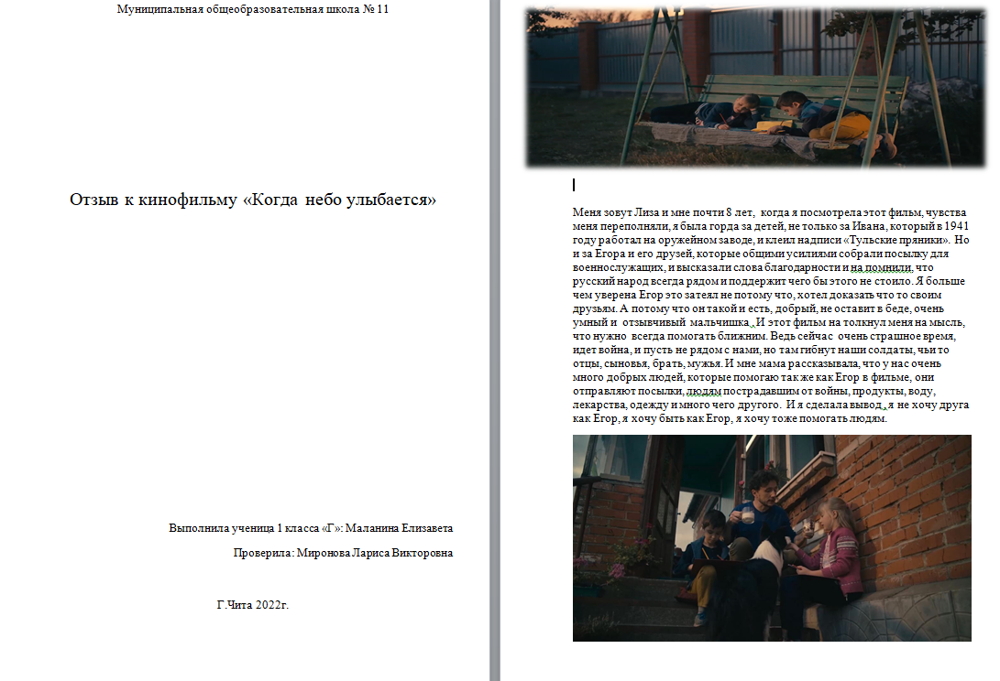 Муниципальная общеобразовательная школа № 11
Отзыв к кинофильму «Когда небо улыбается»
Выполнила ученица 1 класса «Г»: Маланина Елизавета
Проверила: Миронова Лариса Викторовна
Г.Чита 2022г.
Меня зовут Лиза и мне почти 8 лет, когда я посмотрела этот фильм, чувства
меня переполняли, я была горда за детей, не только за Ивана, который в 1941
году работал на оружейном заводе, и клеил надписи «Тульские пряники». Но
и за Егора и его друзей, которые общими усилиями собрали посылку для
военнослужащих, и высказали слова благодарности и на помнили, что
русский народ всегда рядом и поддержит чего бы этого не стоило. Я больше
чем уверена Егор это затеял не потому что, хотел доказать что то своим
друзьям. А потому что он такой и есть, добрый, не оставит в беде, очень
умный и отзывчивый мальчишка. И этот фильм на толкнул меня на мысль,
что нужно всегда помогать ближним. Ведь сейчас очень страшное время,
идет война, и пусть не рядом с нами, но там гибнут наши солдаты, чьи то
отцы, сыновья, брать, мужья. И мне мама рассказывала, что у нас очень
много добрых людей, которые помогаю так же как Егор в фильме, они
отправляют посылки, людям пострадавшим от войны, продукты, воду,
лекарства, одежду и много чего другого. И я сделала вывод, я не хочу друга
как Егор, я хочу быть как Егор, я хочу тоже помогать людям.